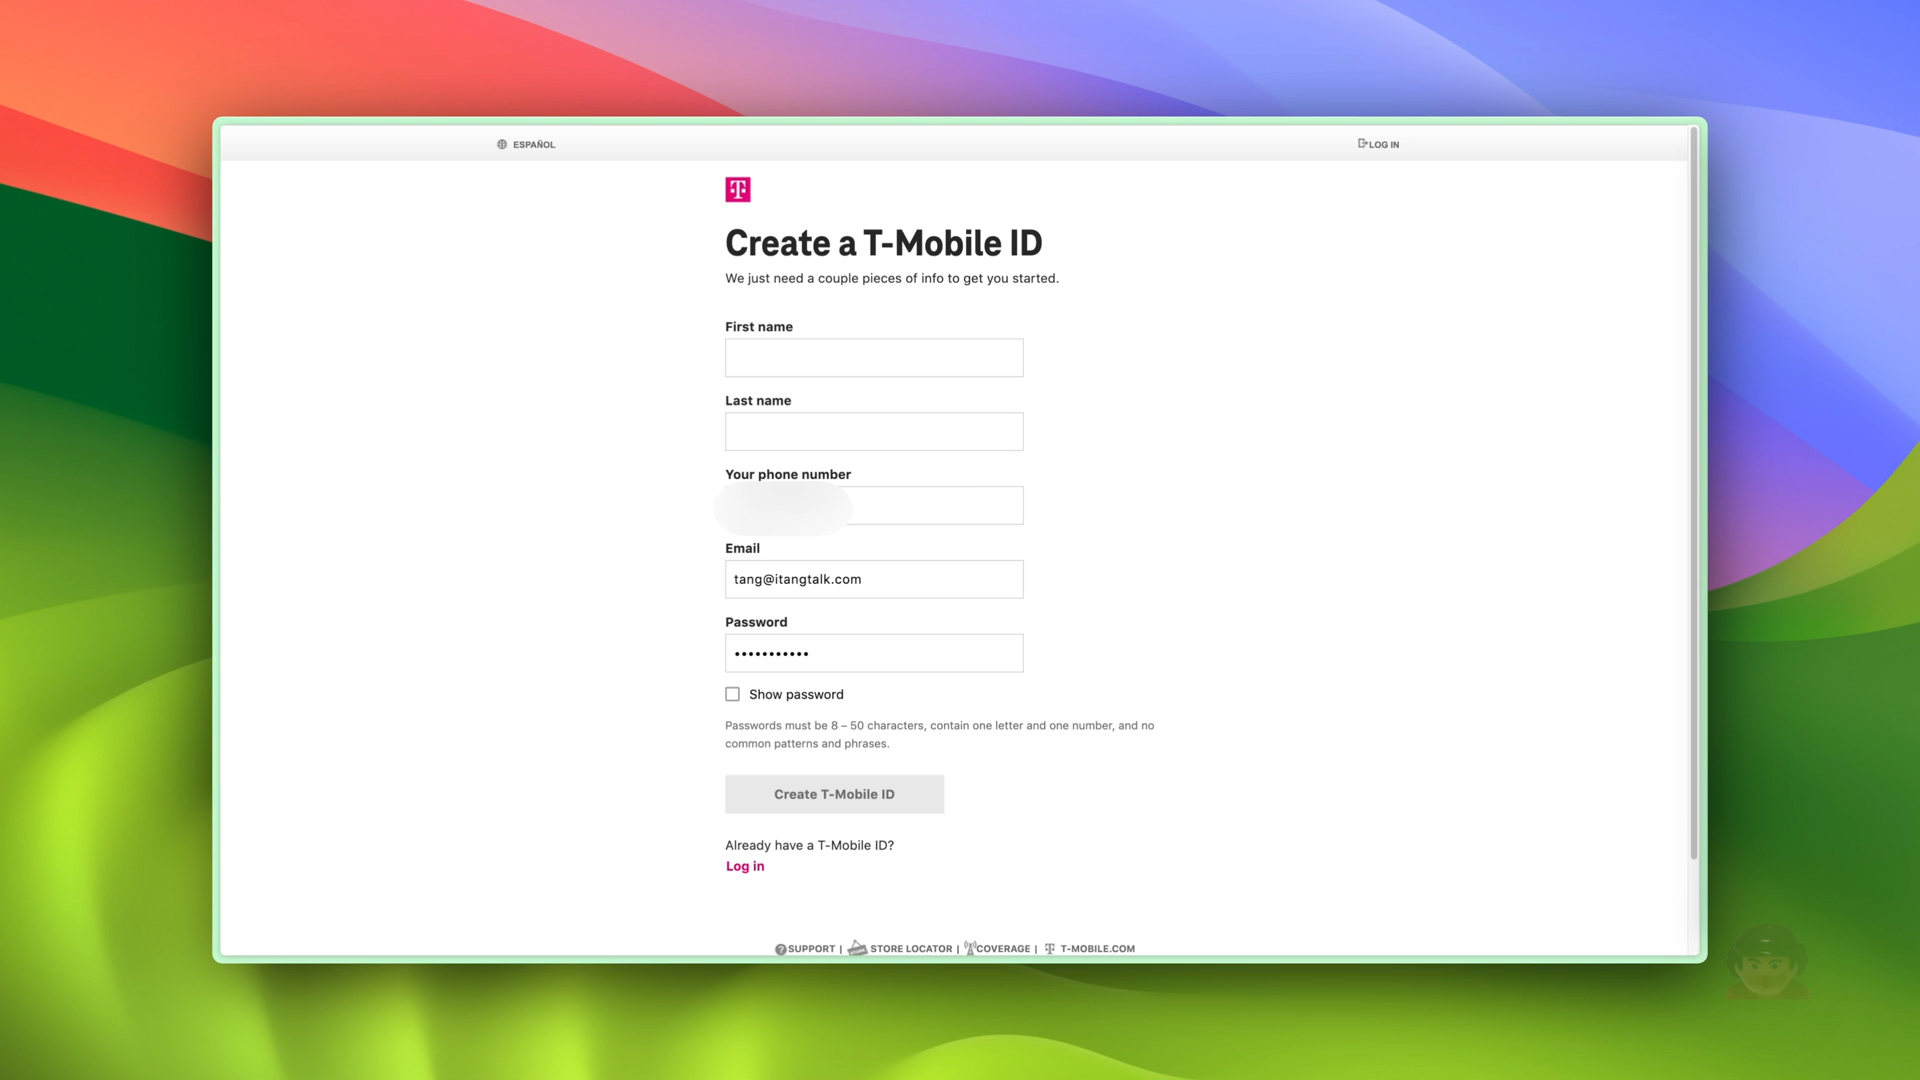 ESPAÑOL
LOG IN
Create a T-Mobile ID
We just need a couple pieces of info to get you started.
First name
Last name
Your phone number
Email
tang@itangtalk.com
Password
Show password
Passwords must be 8 – 50 characters, contain one letter and one number, and no
common patterns and phrases.
Create T-Mobile ID
Already have a T-Mobile ID?
Log in
SUPPORT | STORE LOCATOR | COVERAGE | T-MOBILE.COM